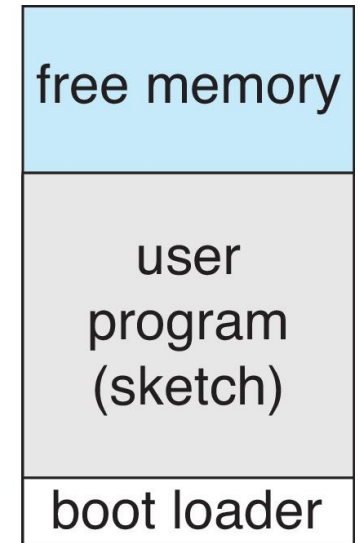 free memory
user
program
(sketch)
boot loader